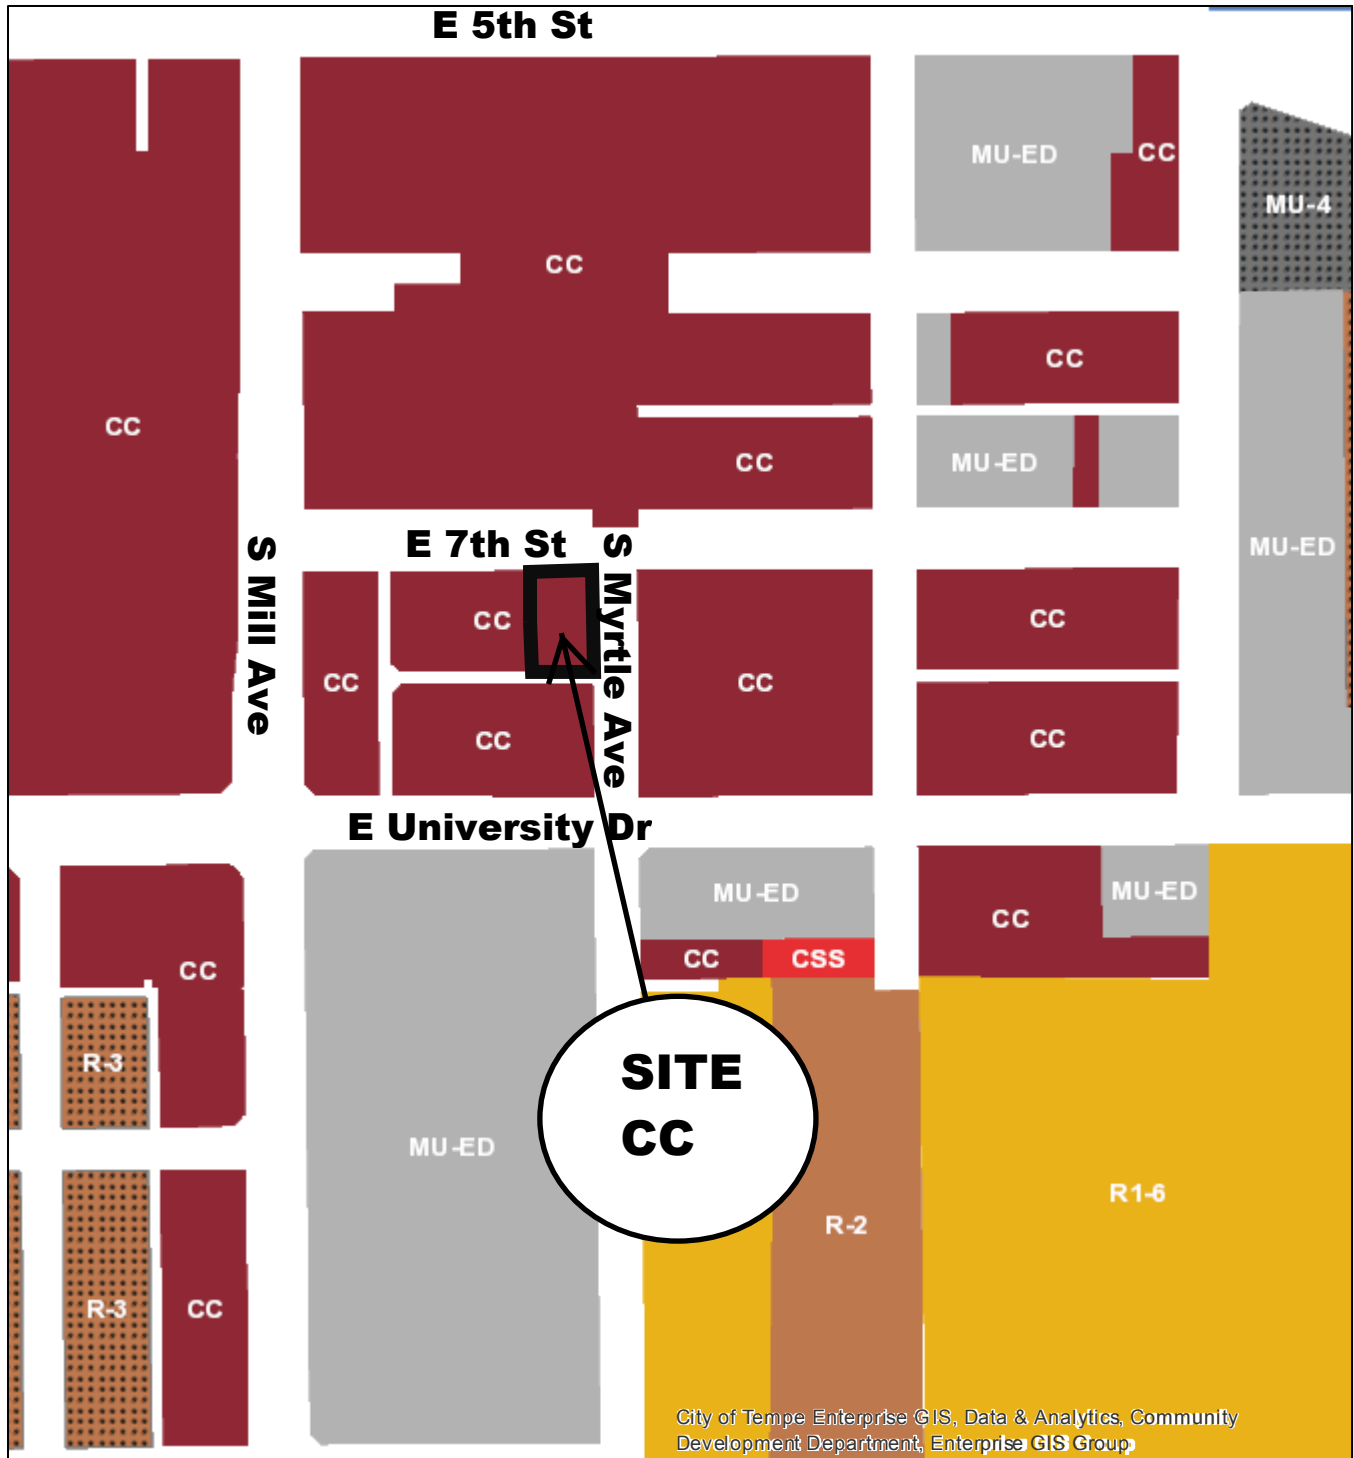 E 5th St
MU-ED
CC
MU-4
CC
CC
CC
CC
MU-ED
E 7th St
S Mill Ave
S Myrtle Ave
MU-ED
CC
CC
CC
CC
CC
CC
CC
E University Dr
MU-ED
MU-ED
CC
CC
CSS
CC
R-3
SITE
CC
MU-ED
R1-6
R-2
R-3
CC
City of Tempe Enterprise GIS, Data & Analytics, Community
Development Department, Enterprise GIS Group